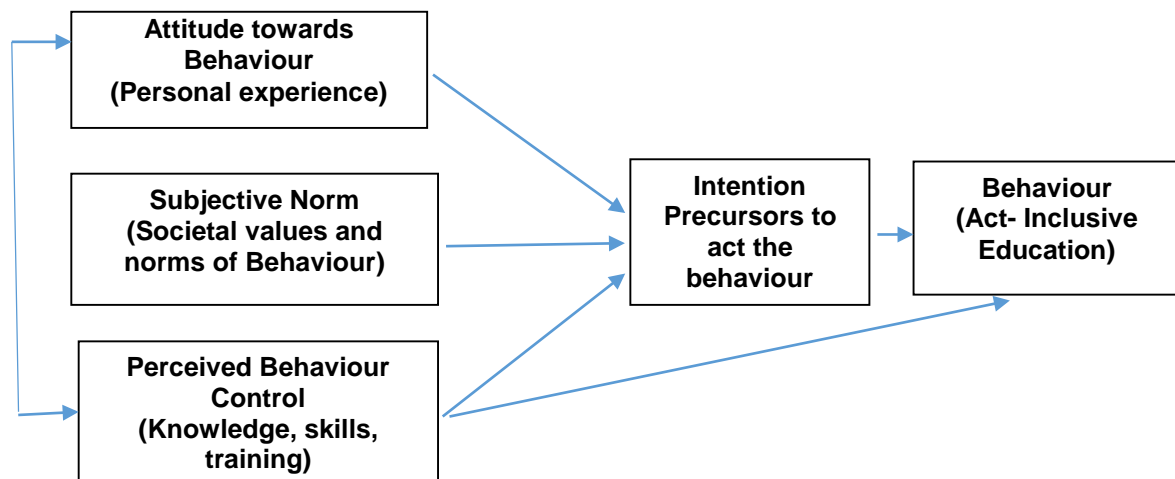 Attitude towards
Behaviour
(Personal experience)
Subjective Norm
(Societal values and
norms of Behaviour)
Perceived Behaviour
Control
(Knowledge, skills,
training)
Intention
Precursors to
act the
behaviour
Behaviour
(Act- Inclusive
Education)